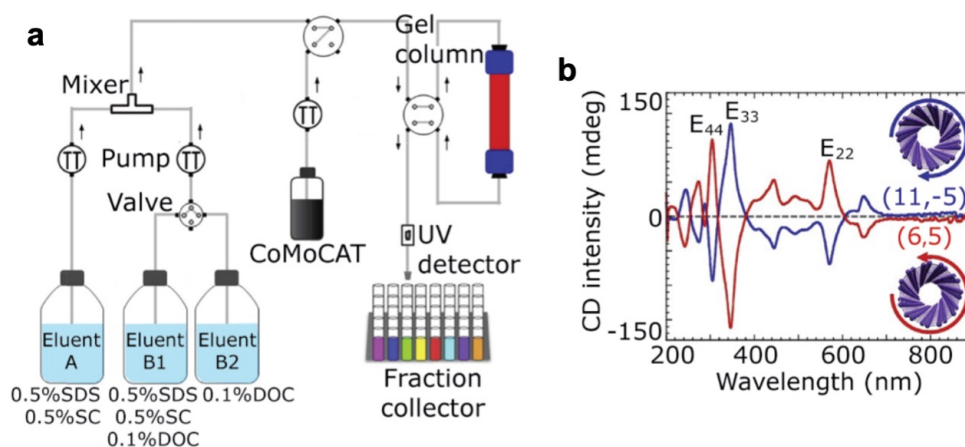 a
Mixer
Pump
Valve
CoMoCAT
Gel
column
UV
detector
Fraction
collector
Eluent
A
Eluent
B1
Eluent
B2
0.5%SDS
0.5%SC
0.5%SDS
0.5%SC
0.1%DOC
0.1%DOC
b
CD intensity (mdeg)
150
0
-150
E44
E33
E22
(11,-5)
(6,5)
200
400
600
800
Wavelength (nm)